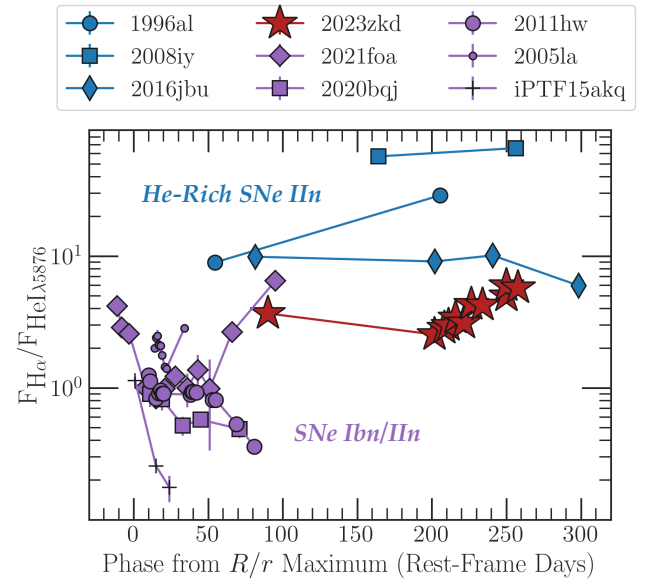 1996al 2023zkd 2011hw
2008iy 2021foa 2005la
2016jbu 2020bqj iPTF15akq
He-Rich SNe IIn
SNe Ibn/IIn
10¹
10⁰
F_Hα/F_HeIλ5876
0 50 100 150 200 250 300
Phase from R/r Maximum (Rest-Frame Days)